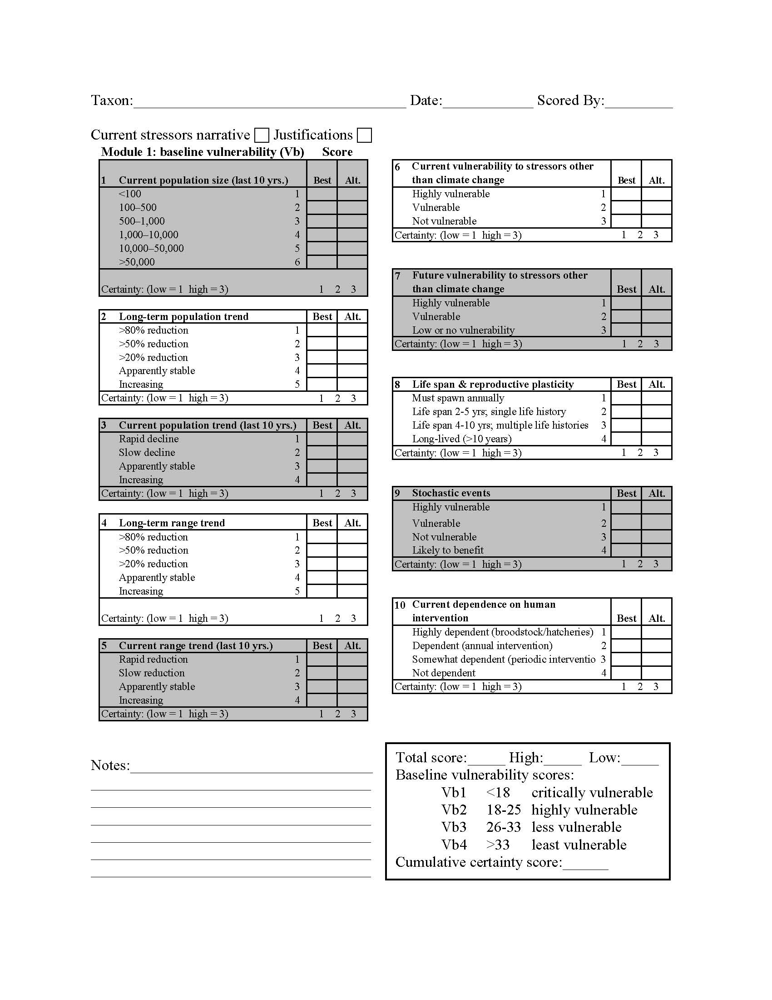 Taxon:____________________________________ Date:____________ Scored By:_________
Current stressors narrative Justifications
Module 1: baseline vulnerability (Vb) Score
1 Current population size (last 10 yrs.) Best Alt.
<100 1
100–500 2
500–1,000 3
1,000–10,000 4
10,000–50,000 5
>50,000 6
Certainty: (low = 1 high = 3) 1 2 3
2 Long-term population trend Best Alt.
>80% reduction 1
>50% reduction 2
>20% reduction 3
Apparently stable 4
Increasing 5
Certainty: (low = 1 high = 3) 1 2 3
3 Current population trend (last 10 yrs.) Best Alt.
Rapid decline 1
Slow decline 2
Apparently stable 3
Increasing 4
Certainty: (low = 1 high = 3) 1 2 3
4 Long-term range trend Best Alt.
>80% reduction 1
>50% reduction 2
>20% reduction 3
Apparently stable 4
Increasing 5
Certainty: (low = 1 high = 3) 1 2 3
5 Current range trend (last 10 yrs.) Best Alt.
Rapid reduction 1
Slow reduction 2
Apparently stable 3
Increasing 4
Certainty: (low = 1 high = 3) 1 2 3
6 Current vulnerability to stressors other
than climate change Best Alt.
Highly vulnerable 1
Vulnerable 2
Not vulnerable 3
Certainty: (low = 1 high = 3) 1 2 3
7 Future vulnerability to stressors other
than climate change Best Alt.
Highly vulnerable 1
Vulnerable 2
Low or no vulnerability 3
Certainty: (low = 1 high = 3) 1 2 3
8 Life span & reproductive plasticity Best Alt.
Must spawn annually 1
Life span 2-5 yrs; single life history 2
Life span 4-10 yrs; multiple life histories 3
Long-lived (>10 years) 4
Certainty: (low = 1 high = 3) 1 2 3
9 Stochastic events Best Alt.
Highly vulnerable 1
Vulnerable 2
Not vulnerable 3
Likely to benefit 4
Certainty: (low = 1 high = 3) 1 2 3
10 Current dependence on human
intervention Best Alt.
Highly dependent (broodstock/hatcheries) 1
Dependent (annual intervention) 2
Somewhat dependent (periodic interventio 3
Not dependent 4
Certainty: (low = 1 high = 3) 1 2 3
Notes:________________________________
Total score:_____ High:_____ Low:_____
Baseline vulnerability scores:
Vb1 <18 critically vulnerable
Vb2 18-25 highly vulnerable
Vb3 26-33 less vulnerable
Vb4 >33 least vulnerable
Cumulative certainty score:______